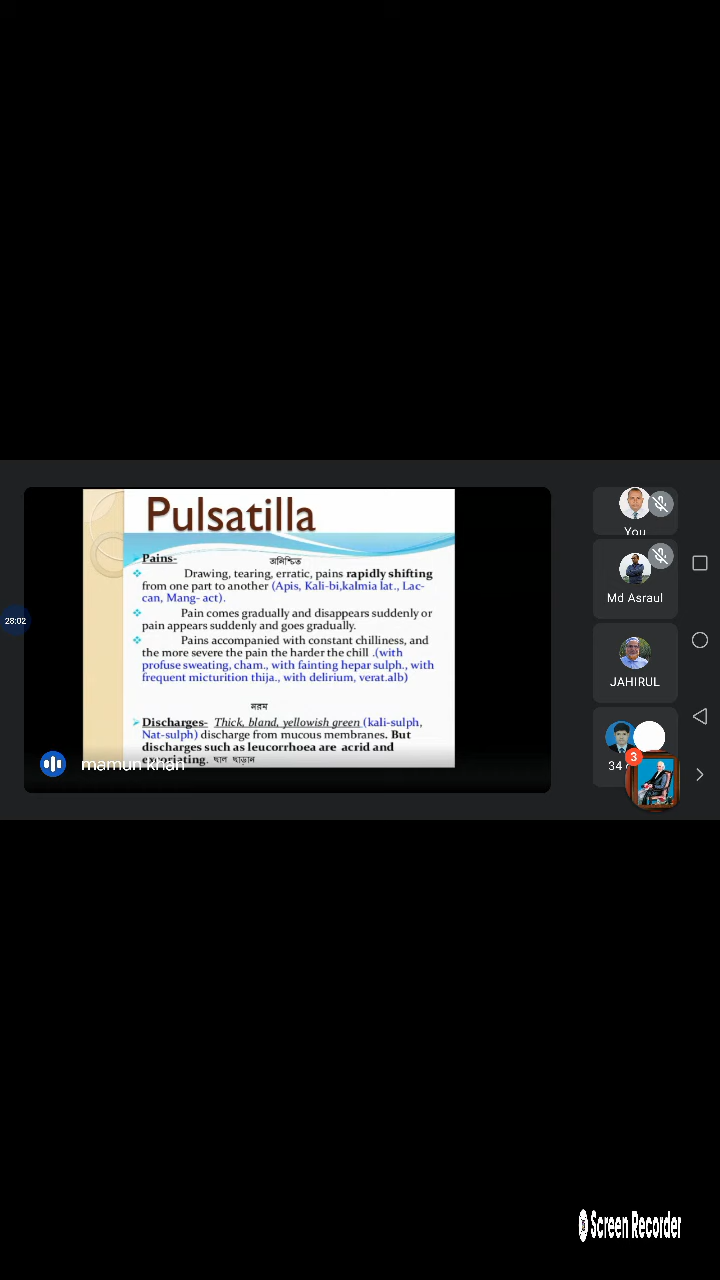 Pulsatilla
Pains-
অনিশ্চিত
Drawing, tearing, erratic, pains rapidly shifting
from one part to another (Apis, Kali-bi,kalmia lat., Lac-
can, Mang- act).
Pain comes gradually and disappears suddenly or
pain appears suddenly and goes gradually.
Pains accompanied with constant chilliness, and
the more severe the pain the harder the chill .(with
profuse sweating, cham., with fainting hepar sulph., with
frequent micturition thija., with delirium, verat.alb)
নরম
Discharges- Thick, bland, yellowish green (kali-sulph,
Nat-sulph) discharge from mucous membranes. But
discharges such as leucorrhoea are acrid and
excoriating.
mamun khan
28:02
You
Md Asraul
JAHIRUL
34
3
Screen Recorder